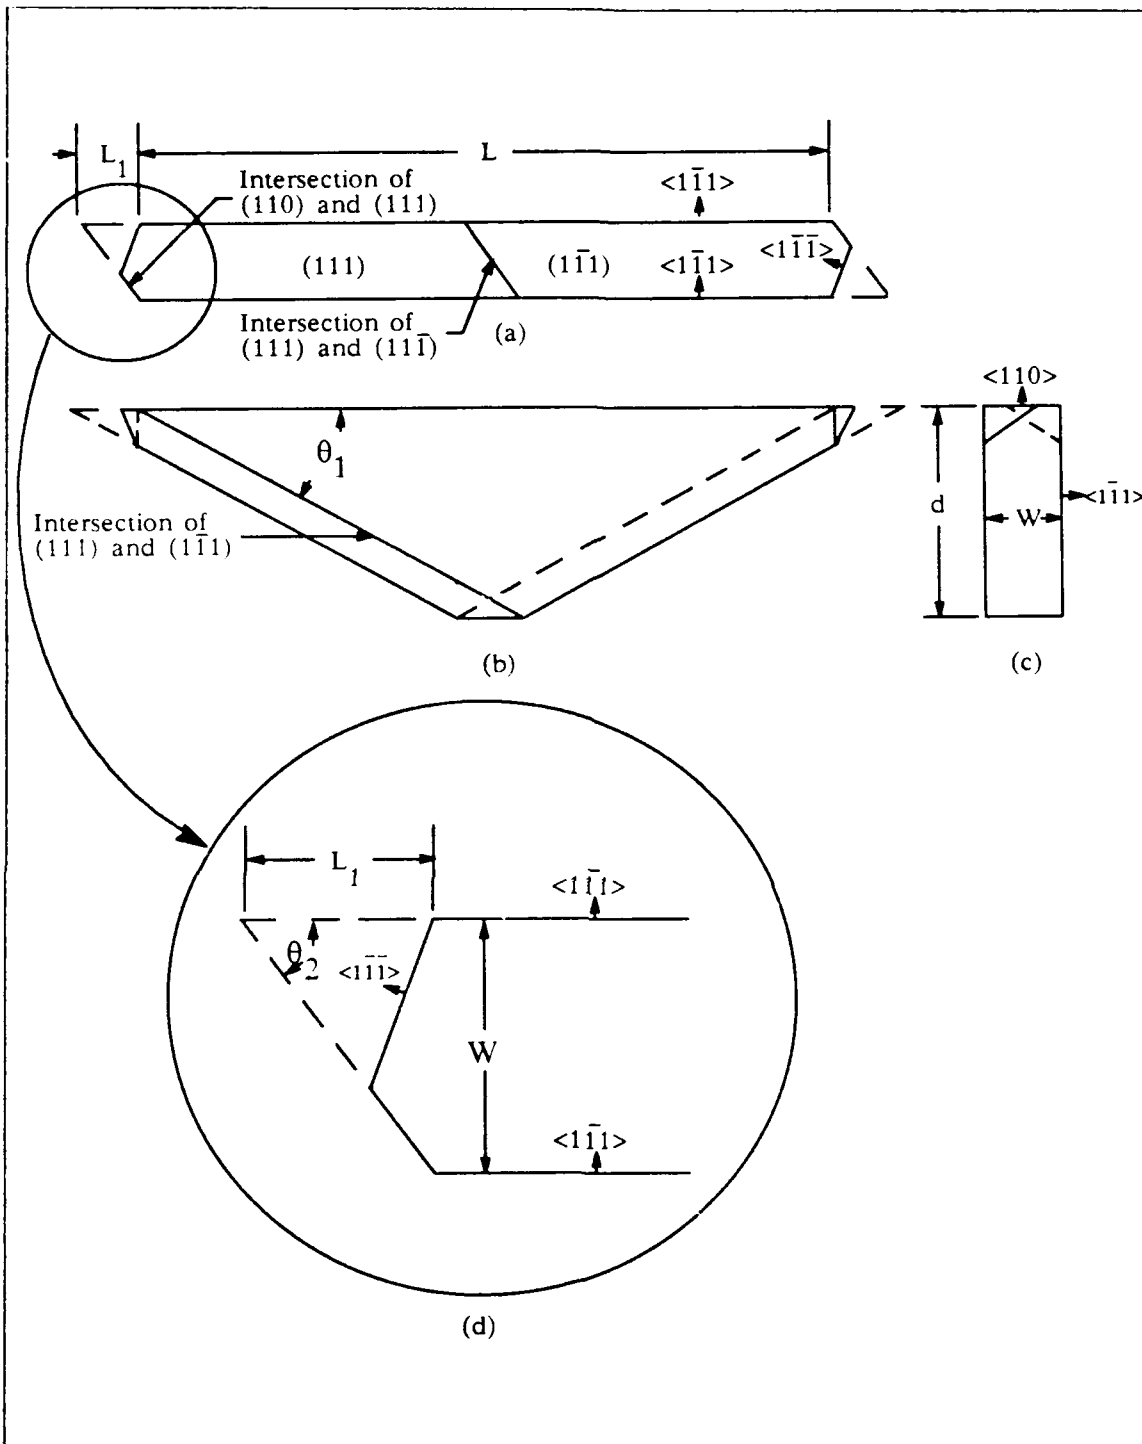 L₁
L
<11̅1>
Intersection of
(110) and (111)
<11̅1̅>
(111)
<11̅1>
(11̅1)
Intersection of
(111) and (111̅)
(a)
<110>
θ₁
d
<11̅1>
W
Intersection of
(111) and (11̅1)
(b)
(c)
L₁
<11̅1>
θ₂
<11̅1̅>
W
<11̅1>
(d)